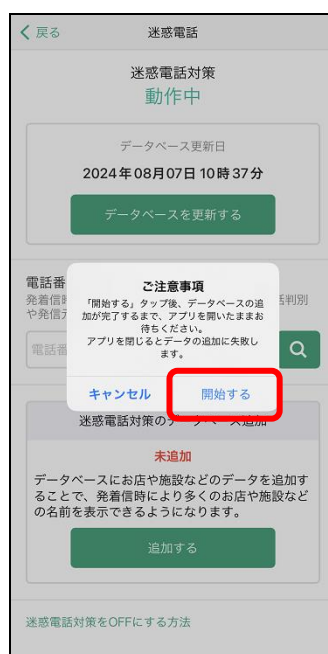 戻る 迷惑電話
迷惑電話対策
動作中
データベース更新日
2024年08月07日 10時37分
データベースを更新する
電話番
ご注意事項
発着信時
「開始する」タップ後、データベースの追
話判別
や発信元
加が完了するまで、アプリを開いたままお
待ちください。
アプリを閉じるとデータの追加に失敗し
ます。
電話番
キャンセル 開始する
迷惑電話対策のデータベース追加
未追加
データベースにお店や施設などのデータを追加す
ることで、発着信時により多くのお店や施設など
の名前を表示できるようになります。
追加する
迷惑電話対策をOFFにする方法